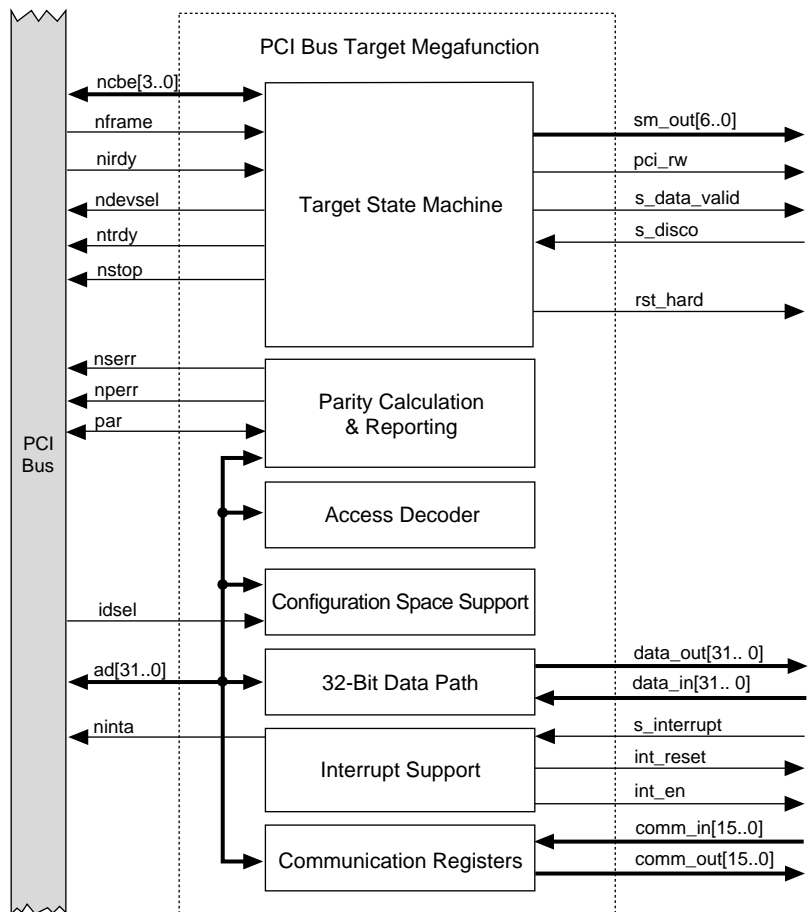 PCI Bus Target Megafunction
ncbe[3..0]
nframe
nirdy
ndevsel
ntrdy
nstop
Target State Machine
sm_out[6..0]
pci_rw
s_data_valid
s_disco
rst_hard
nserr
nperr
par
Parity Calculation
& Reporting
PCI
Bus
Access Decoder
idsel
Configuration Space Support
ad[31..0]
32-Bit Data Path
data_out[31.. 0]
data_in[31.. 0]
ninta
Interrupt Support
s_interrupt
int_reset
int_en
Communication Registers
comm_in[15..0]
comm_out[15..0]